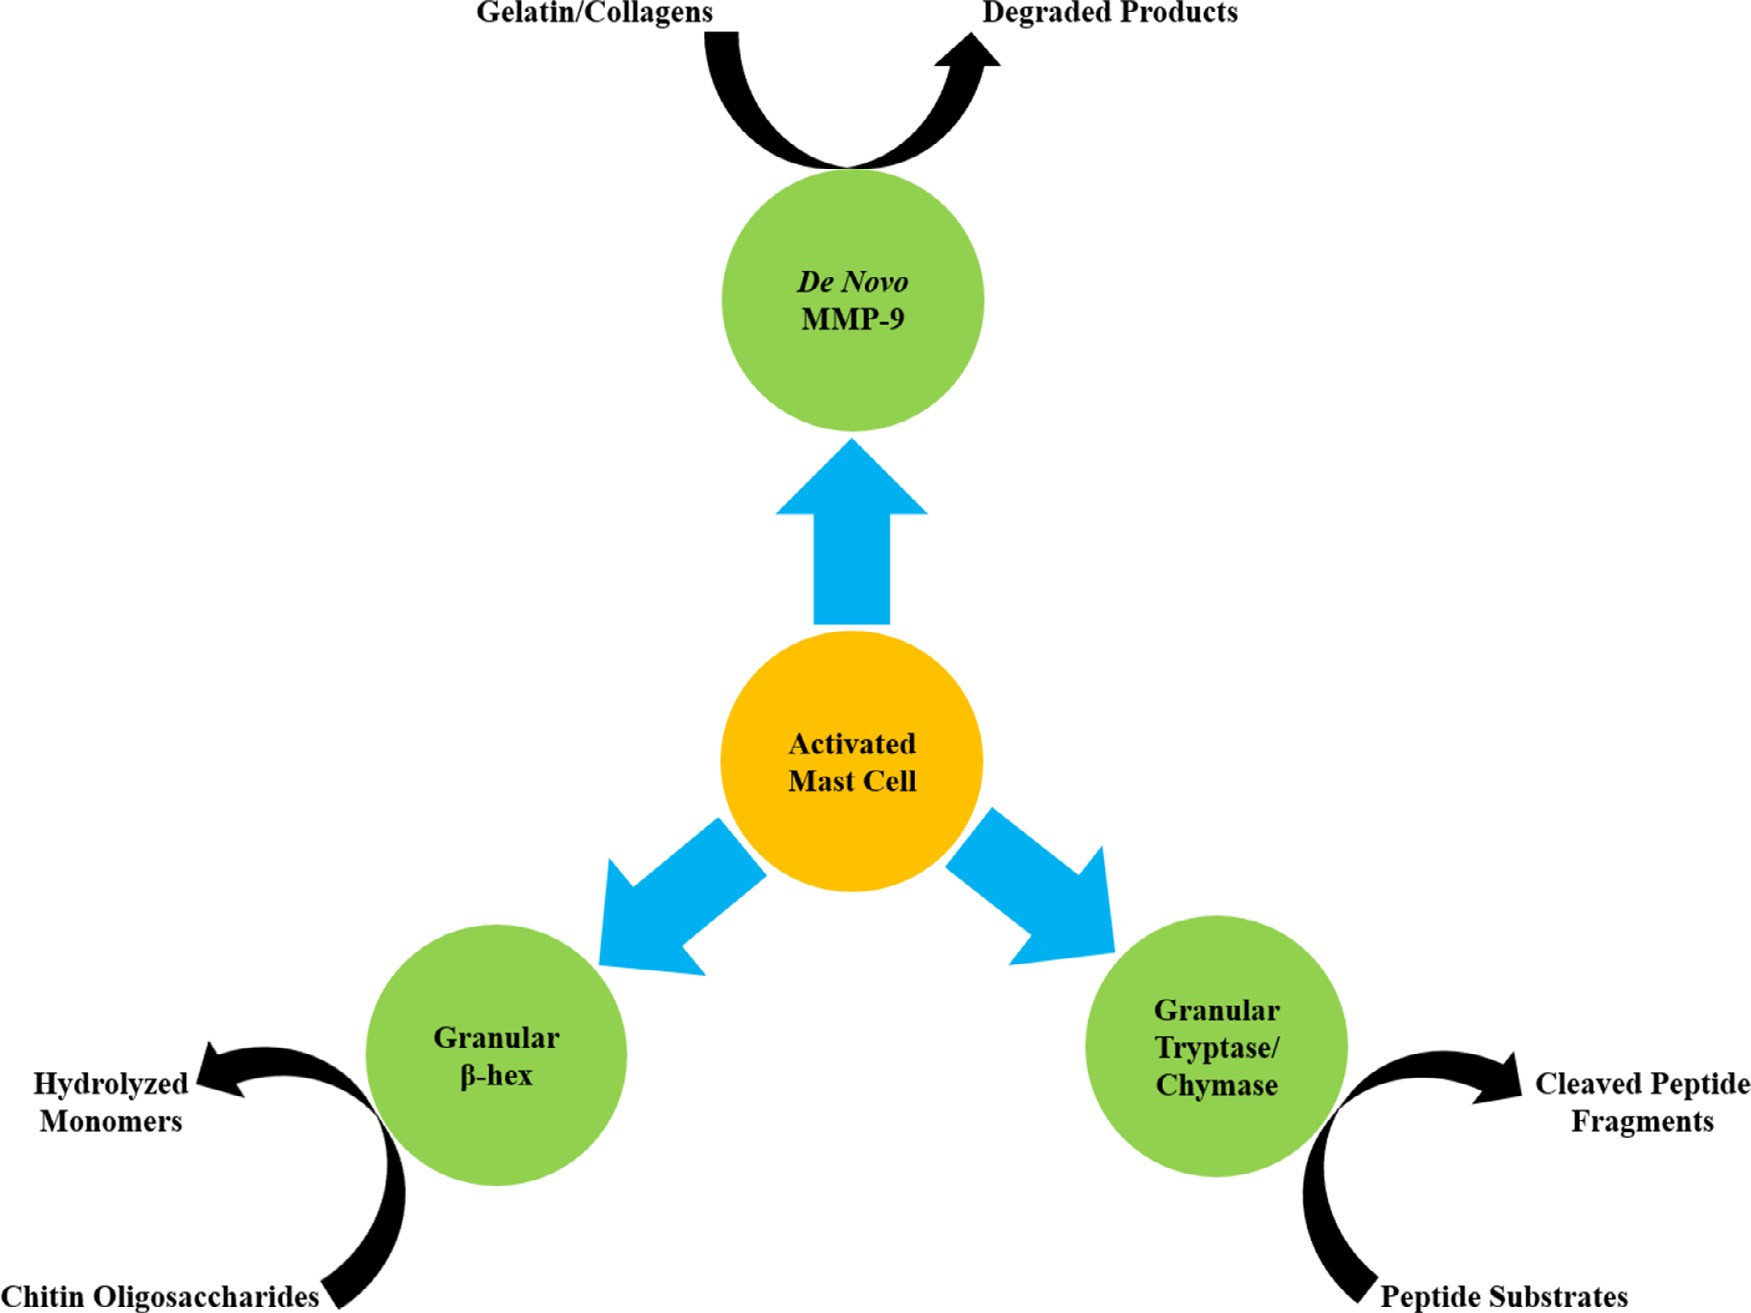 Gelatin/Collagens
Degraded Products
De Novo
MMP-9
Activated
Mast Cell
Granular
β-hex
Granular
Tryptase/
Chymase
Hydrolyzed
Monomers
Cleaved Peptide
Fragments
Chitin Oligosaccharides
Peptide Substrates